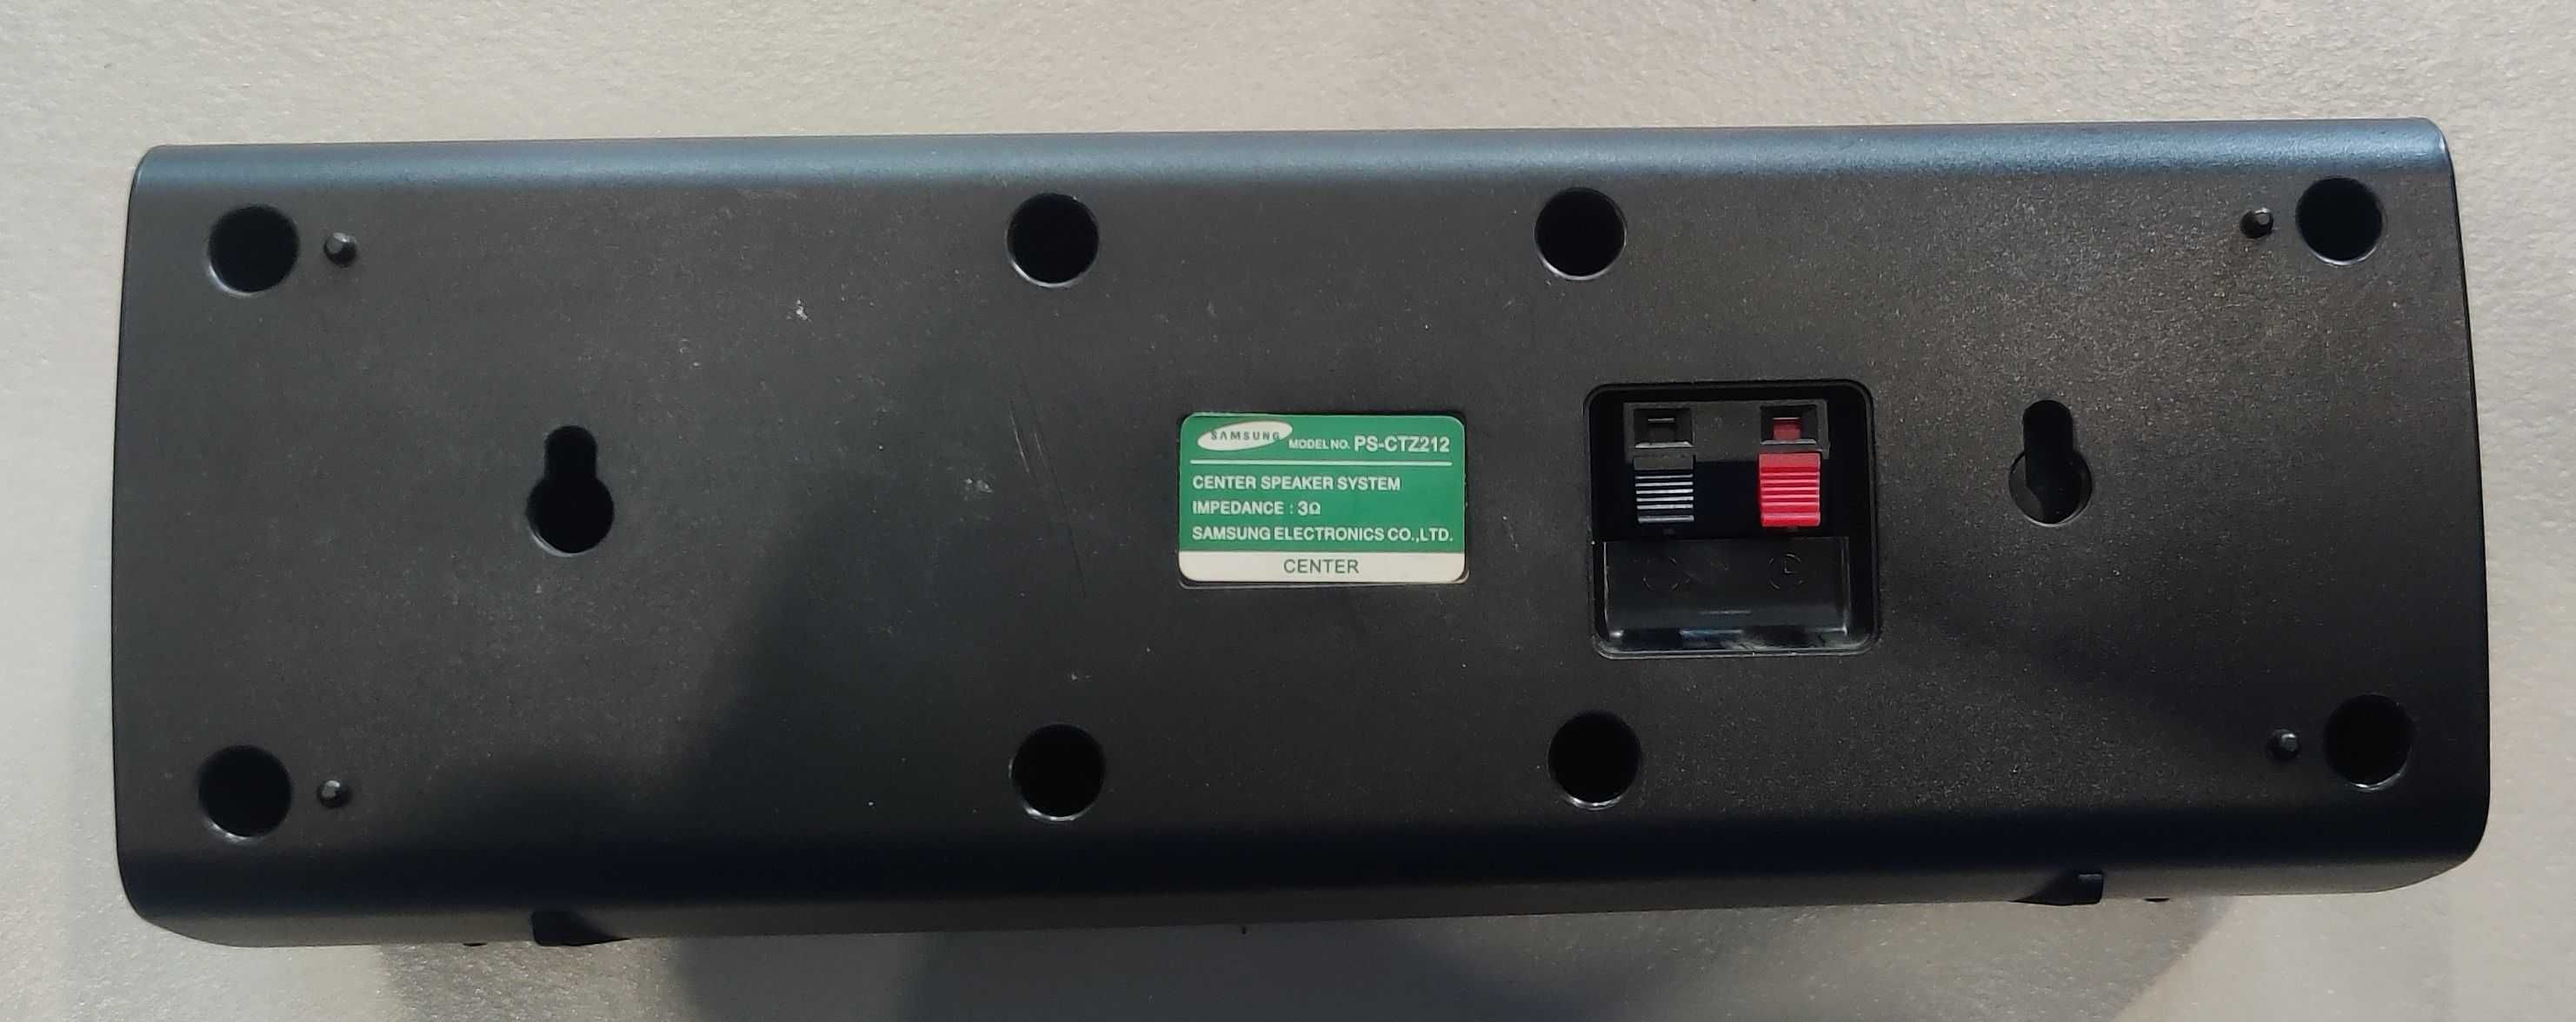 SAMSUNG MODEL NO. PS-CTZ212
CENTER SPEAKER SYSTEM
IMPEDANCE : 3Ω
SAMSUNG ELECTRONICS CO.,LTD.
CENTER